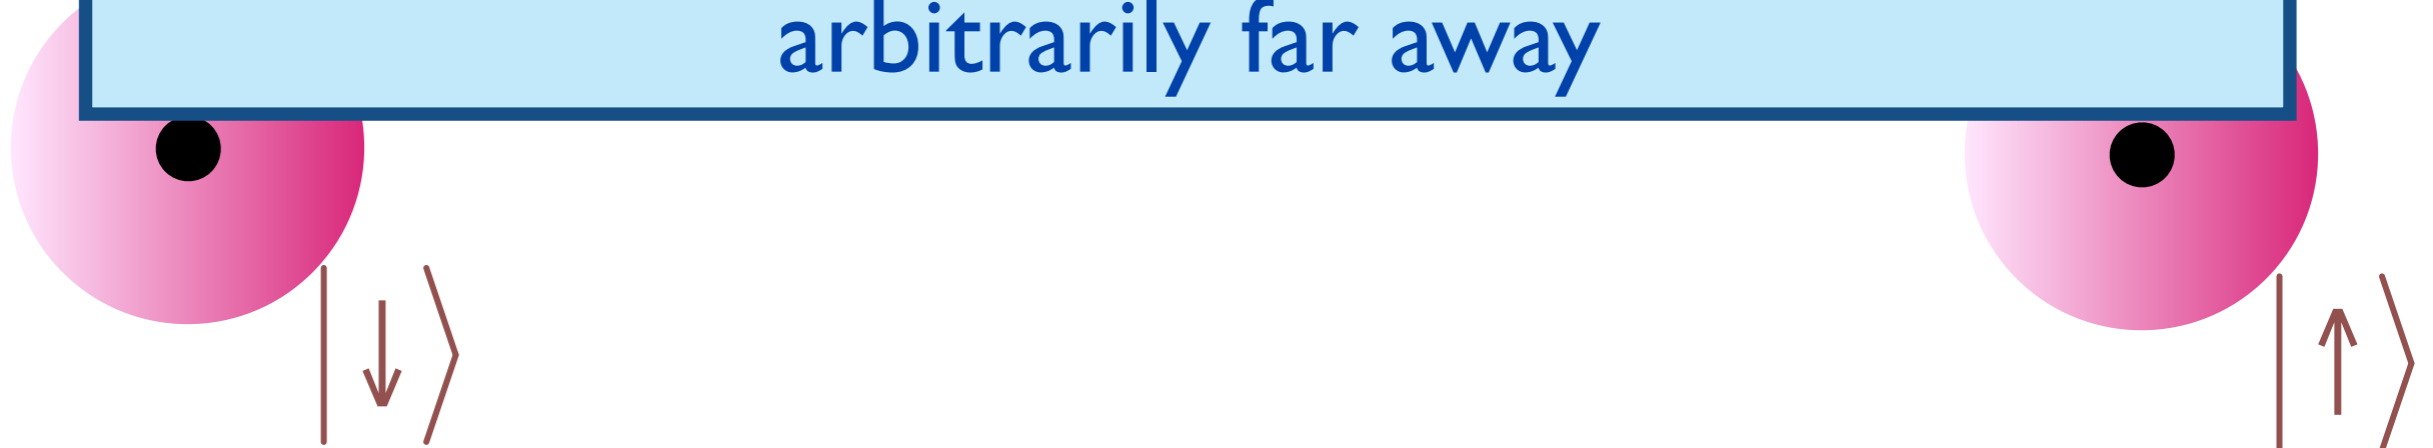 arbitrarily far away
|↓⟩ |↑⟩